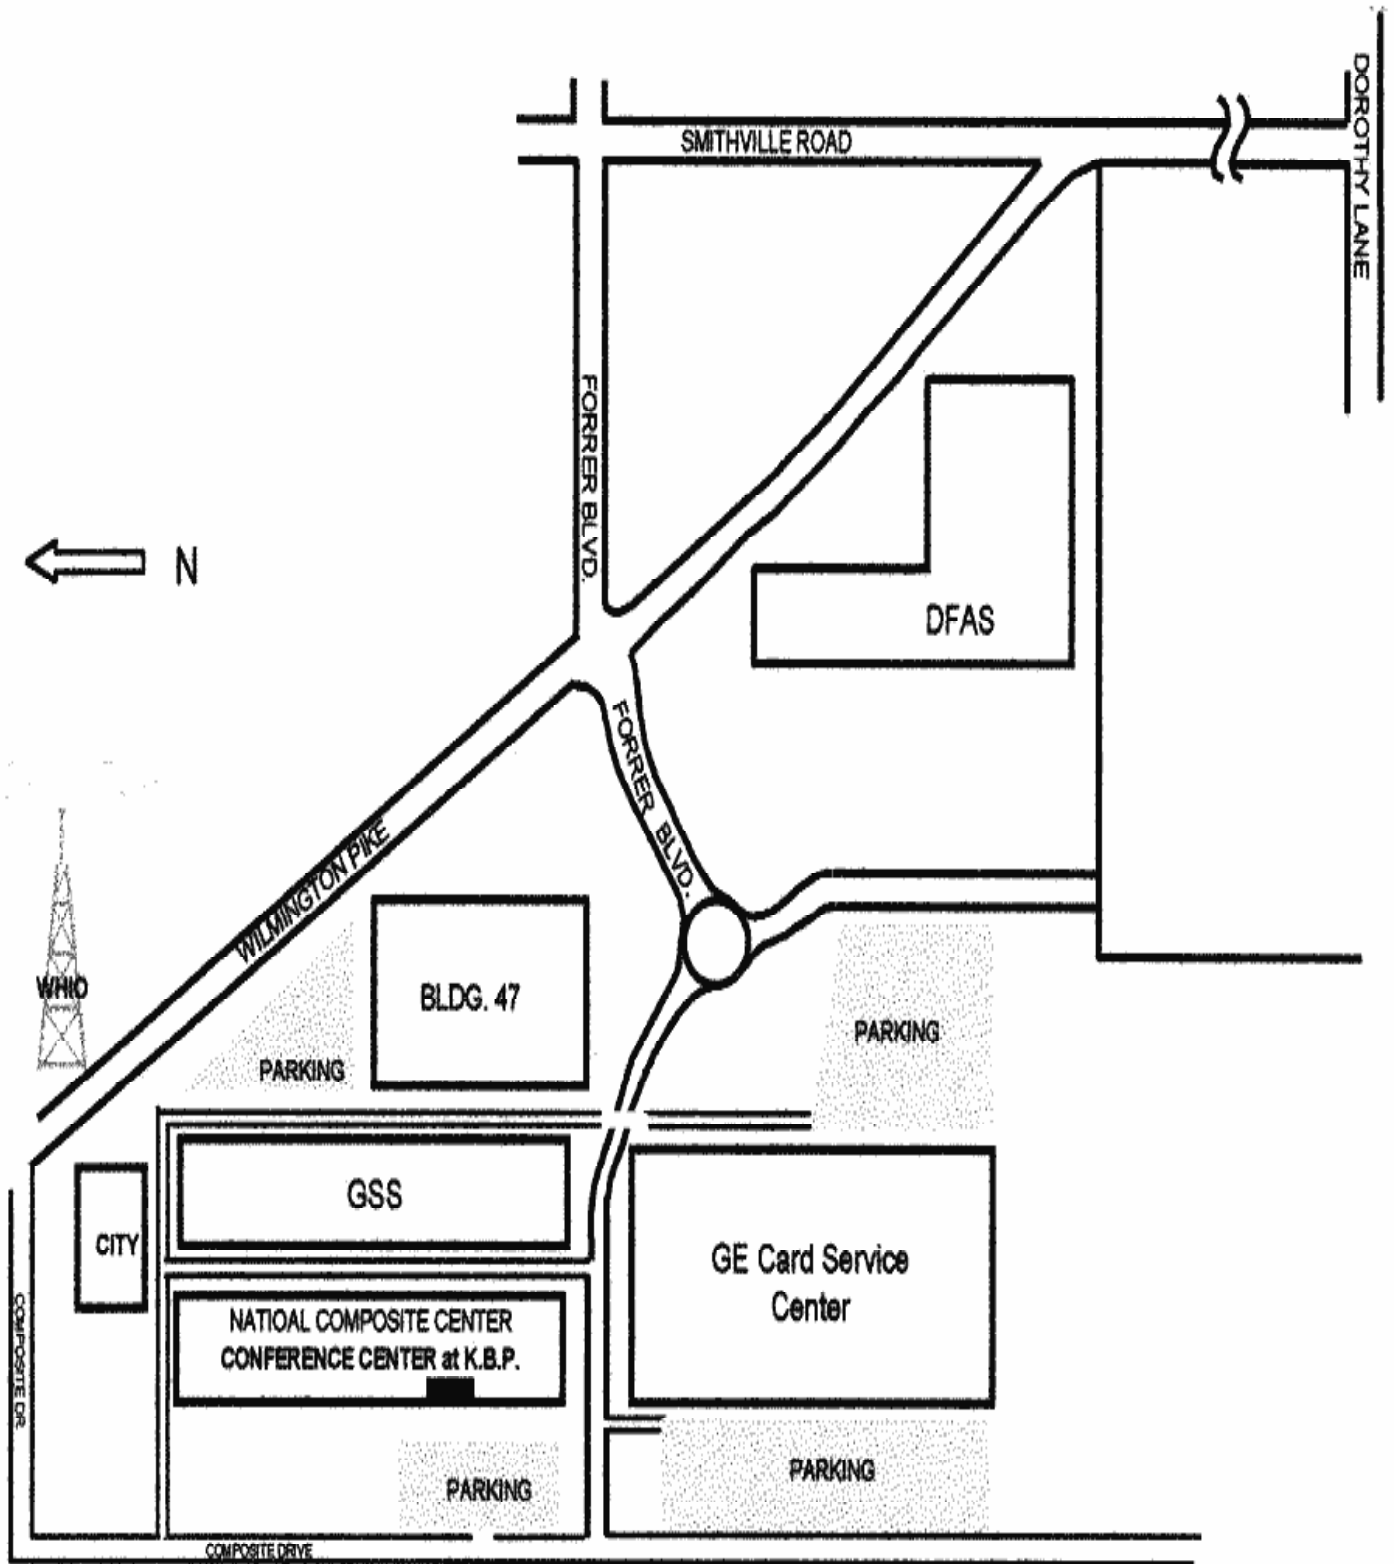 SMITHVILLE ROAD
DOROTHY LANE
FORRER BLVD.
N
DFAS
FORRER BLVD.
WILMINGTON PIKE
WHIO
BLDG. 47
PARKING
PARKING
GSS
CITY
GE Card Service
Center
NATIOAL COMPOSITE CENTER
CONFERENCE CENTER at K.B.P.
COMPOSITE DR.
PARKING
PARKING
COMPOSITE DRIVE